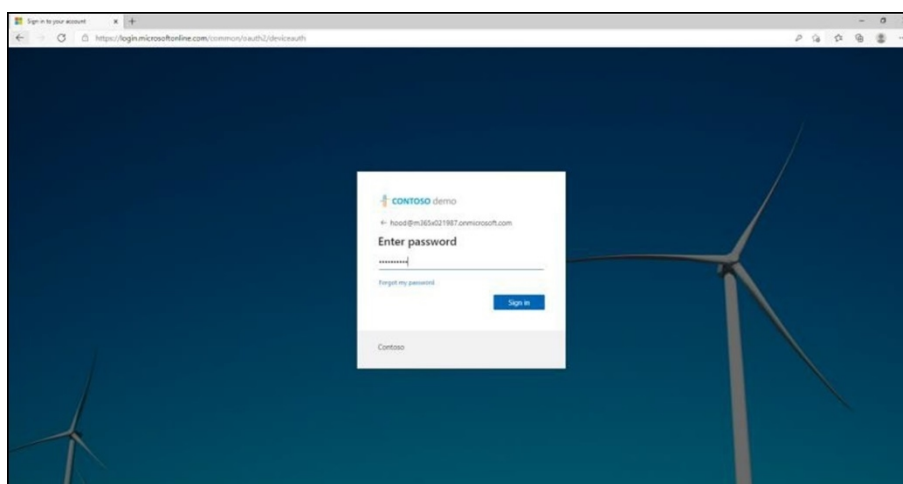 Sign in to your account
https://login.microsoftonline.com/common/oauth2/deviceauth
CONTOSO demo
hood@m365x021987.onmicrosoft.com
Enter password
Forgot my password
Sign in
Contoso